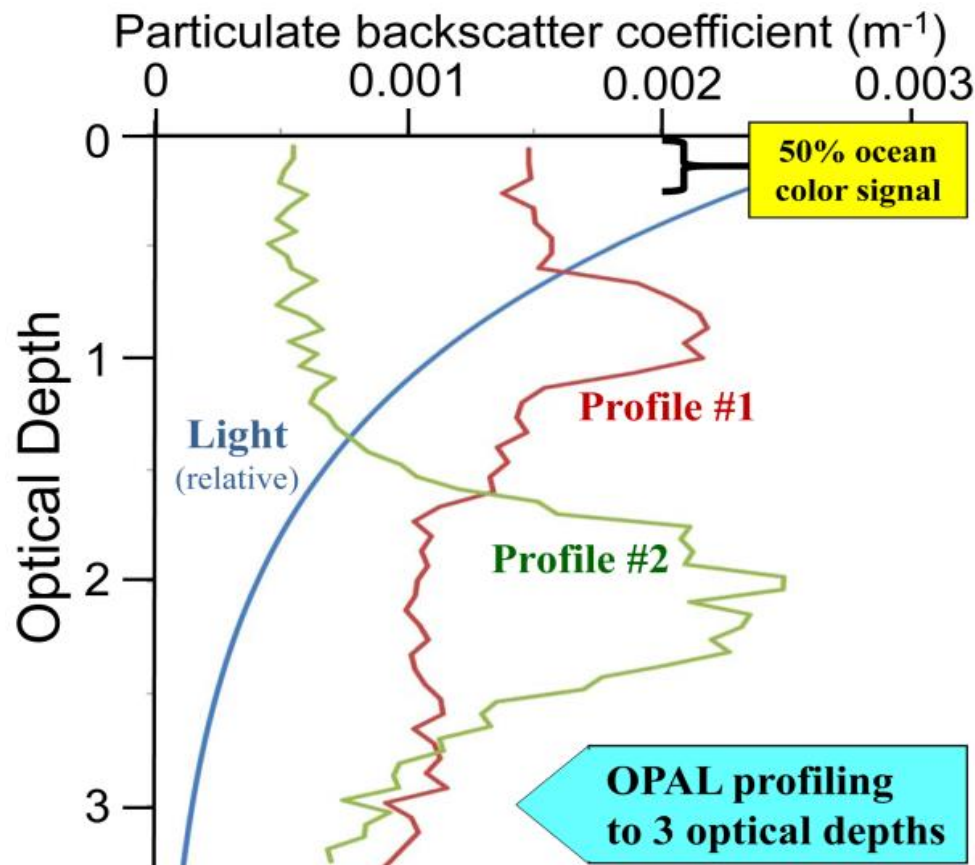 Particulate backscatter coefficient (m⁻¹)
0 0.001 0.002 0.003
0
50% ocean
color signal
Optical Depth
1
Profile #1
Light
(relative)
Profile #2
2
OPAL profiling
to 3 optical depths
3